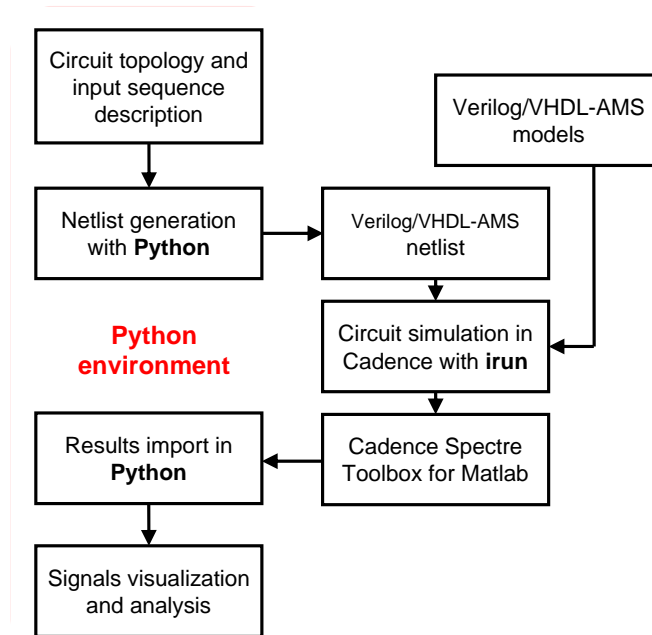 Circuit topology and
input sequence
description
Verilog/VHDL-AMS
models
Netlist generation
with Python
Verilog/VHDL-AMS
netlist
Python
environment
Circuit simulation in
Cadence with irun
Results import in
Python
Cadence Spectre
Toolbox for Matlab
Signals visualization
and analysis